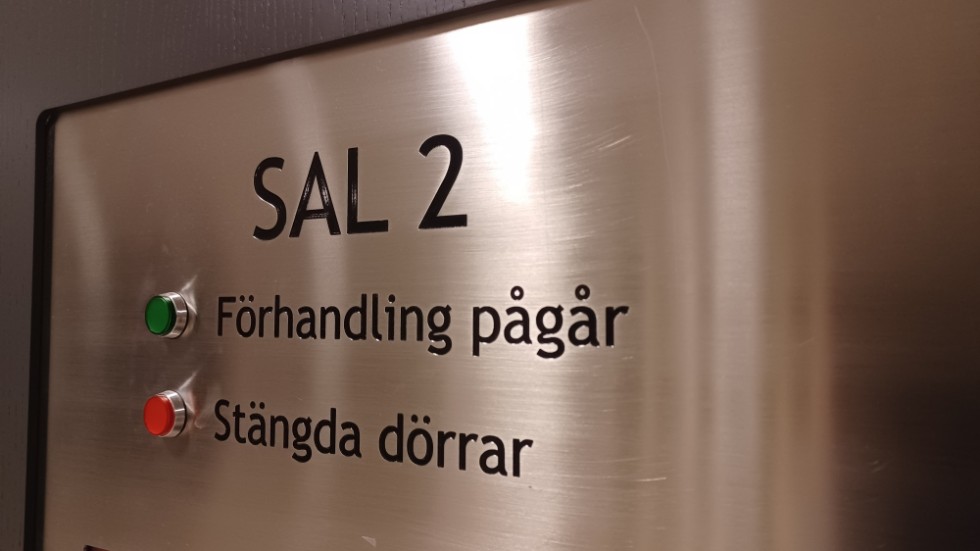 SAL 2
Förhandling pågår
Stängda dörrar